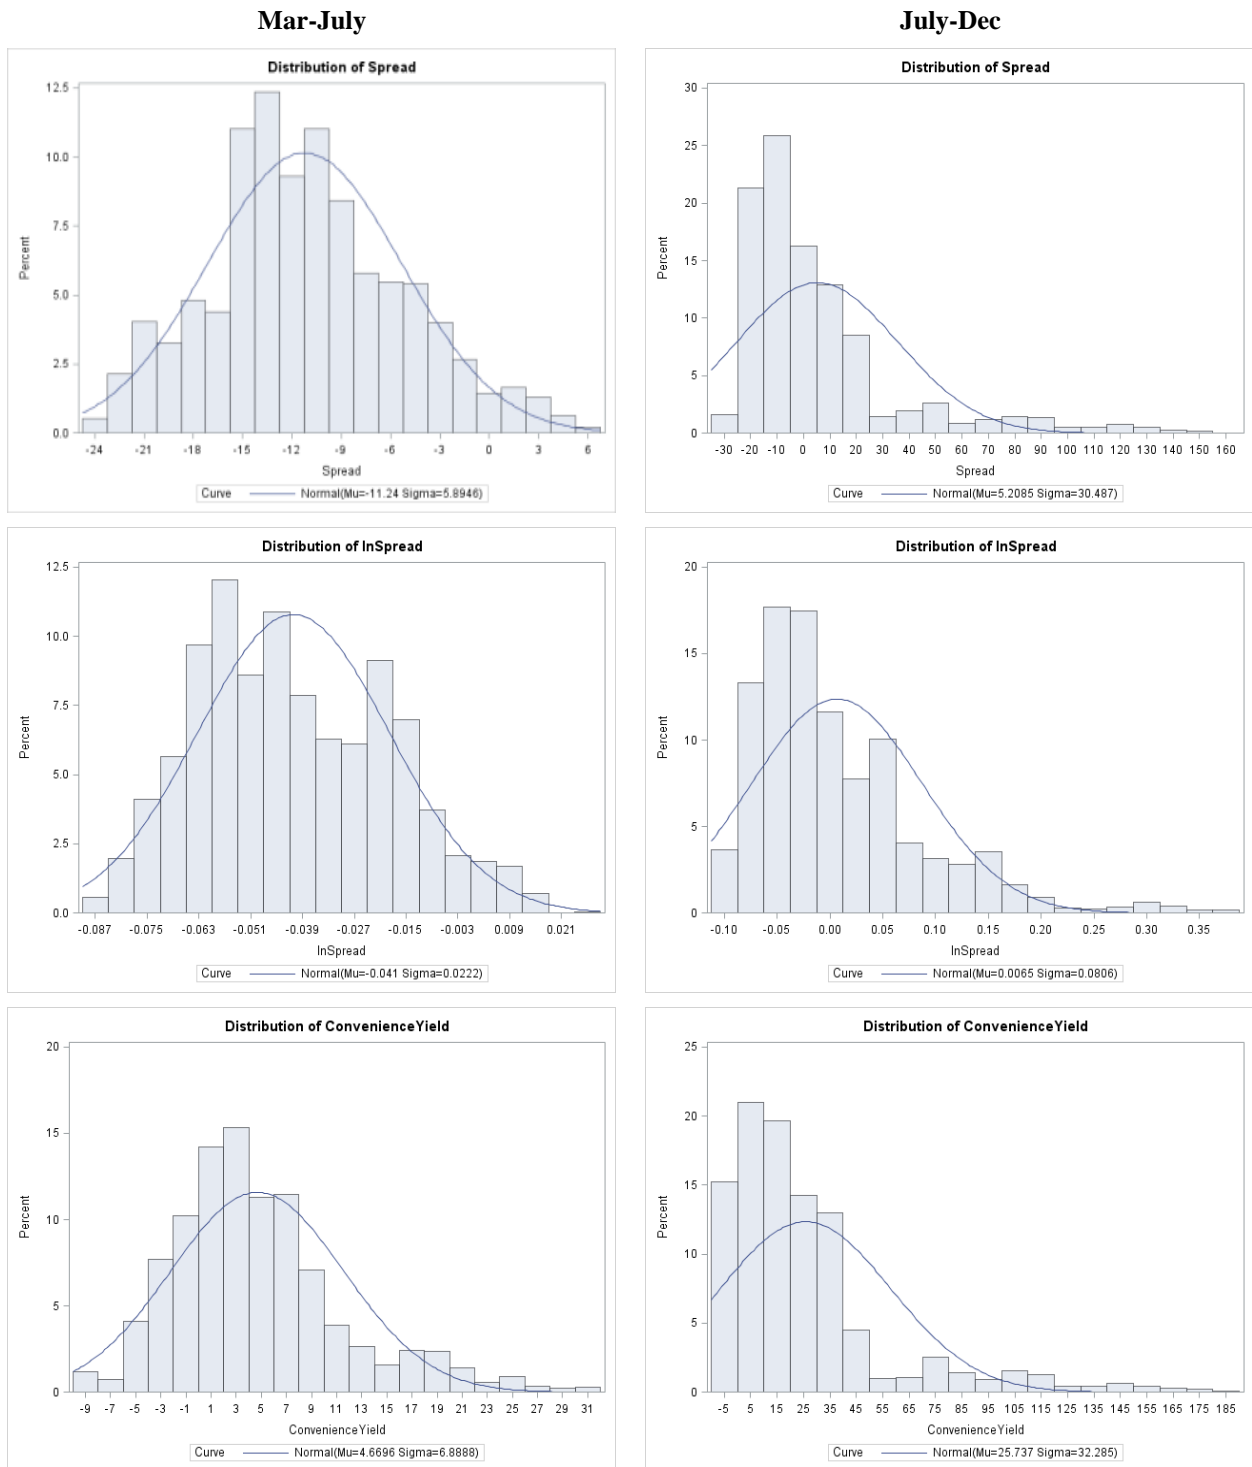 Mar-July
July-Dec
Distribution of Spread
12.5
10.0
7.5
5.0
2.5
0.0
Percent
-24 -21 -18 -15 -12 -9 -6 -3 0 3 6
Spread
Curve Normal(Mu=-11.24 Sigma=5.8946)
Distribution of Spread
30
25
20
15
10
5
0
Percent
-30 -20 -10 0 10 20 30 40 50 60 70 80 90 100 110 120 130 140 150 160
Spread
Curve Normal(Mu=5.2085 Sigma=30.487)
Distribution of lnSpread
12.5
10.0
7.5
5.0
2.5
0.0
Percent
-0.087 -0.075 -0.063 -0.051 -0.039 -0.027 -0.015 -0.003 0.009 0.021
lnSpread
Curve Normal(Mu=-0.041 Sigma=0.0222)
Distribution of lnSpread
20
15
10
5
0
Percent
-0.10 -0.05 0.00 0.05 0.10 0.15 0.20 0.25 0.30 0.35
lnSpread
Curve Normal(Mu=0.0065 Sigma=0.0806)
Distribution of ConvenienceYield
20
15
10
5
0
Percent
-9 -7 -5 -3 -1 1 3 5 7 9 11 13 15 17 19 21 23 25 27 29 31
ConvenienceYield
Curve Normal(Mu=4.6696 Sigma=6.8888)
Distribution of ConvenienceYield
25
20
15
10
5
0
Percent
-5 5 15 25 35 45 55 65 75 85 95 105 115 125 135 145 155 165 175 185
ConvenienceYield
Curve Normal(Mu=25.737 Sigma=32.285)